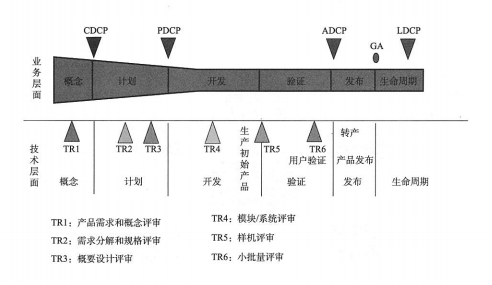 CDCP PDCP ADCP LDCP
GA
业务层面
概念 计划 开发 验证 发布 生命周期
技术层面
TR1 TR2 TR3 TR4 TR5 TR6
生产初始产品
用户验证
转产
产品发布
概念 计划 开发 验证 发布 生命周期
TR1：产品需求和概念评审
TR2：需求分解和规格评审
TR3：概要设计评审
TR4：模块/系统评审
TR5：样机评审
TR6：小批量评审